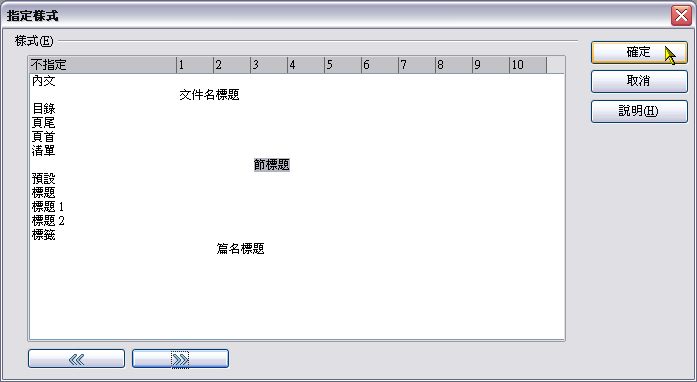 指定樣式
樣式(E)
不指定 1 2 3 4 5 6 7 8 9 10
內文
文件名標題
目錄
頁尾
頁首
清單
節標題
預設
標題
標題 1
標題 2
標籤
篇名標題
確定
取消
說明(H)